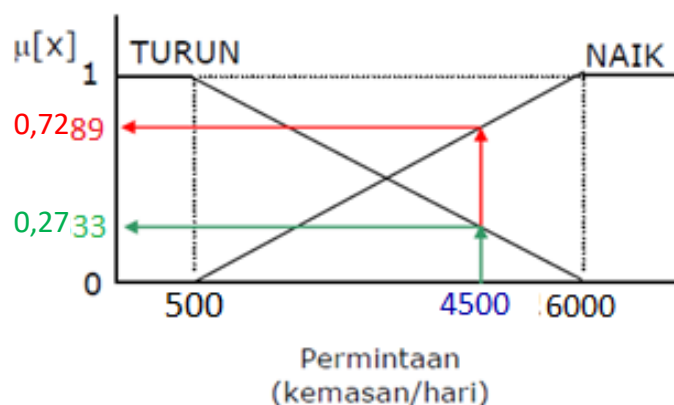 μ[x]
TURUN
NAIK
1
0,7289
0,2733
0
500
4500
6000
Permintaan
(kemasan/hari)